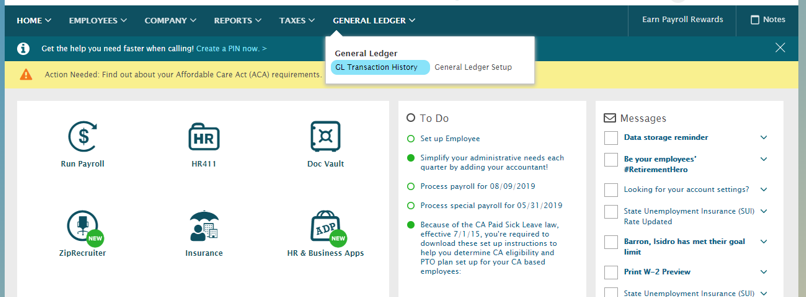 HOME EMPLOYEES COMPANY REPORTS TAXES GENERAL LEDGER Earn Payroll Rewards Notes
Get the help you need faster when calling! Create a PIN now. >
General Ledger
GL Transaction History General Ledger Setup
Action Needed: Find out about your Affordable Care Act (ACA) requirements.
Run Payroll
HR
HR411
Doc Vault
NEW
ZipRecruiter
Insurance
ADP
NEW
HR & Business Apps
To Do
Set up Employee
Simplify your administrative needs each
quarter by adding your accountant!
Process payroll for 08/09/2019
Process special payroll for 05/31/2019
Because of the CA Paid Sick Leave law,
effective 7/1/15, you're required to
download these set up instructions to
help you determine CA eligibility and
PTO plan set up for your CA based
employees:
Messages
Data storage reminder
Be your employees'
#RetirementHero
Looking for your account settings?
State Unemployment Insurance (SUI)
Rate Updated
Barron, Isidro has met their goal
limit
Print W-2 Preview
State Unemployment Insurance (SUI)